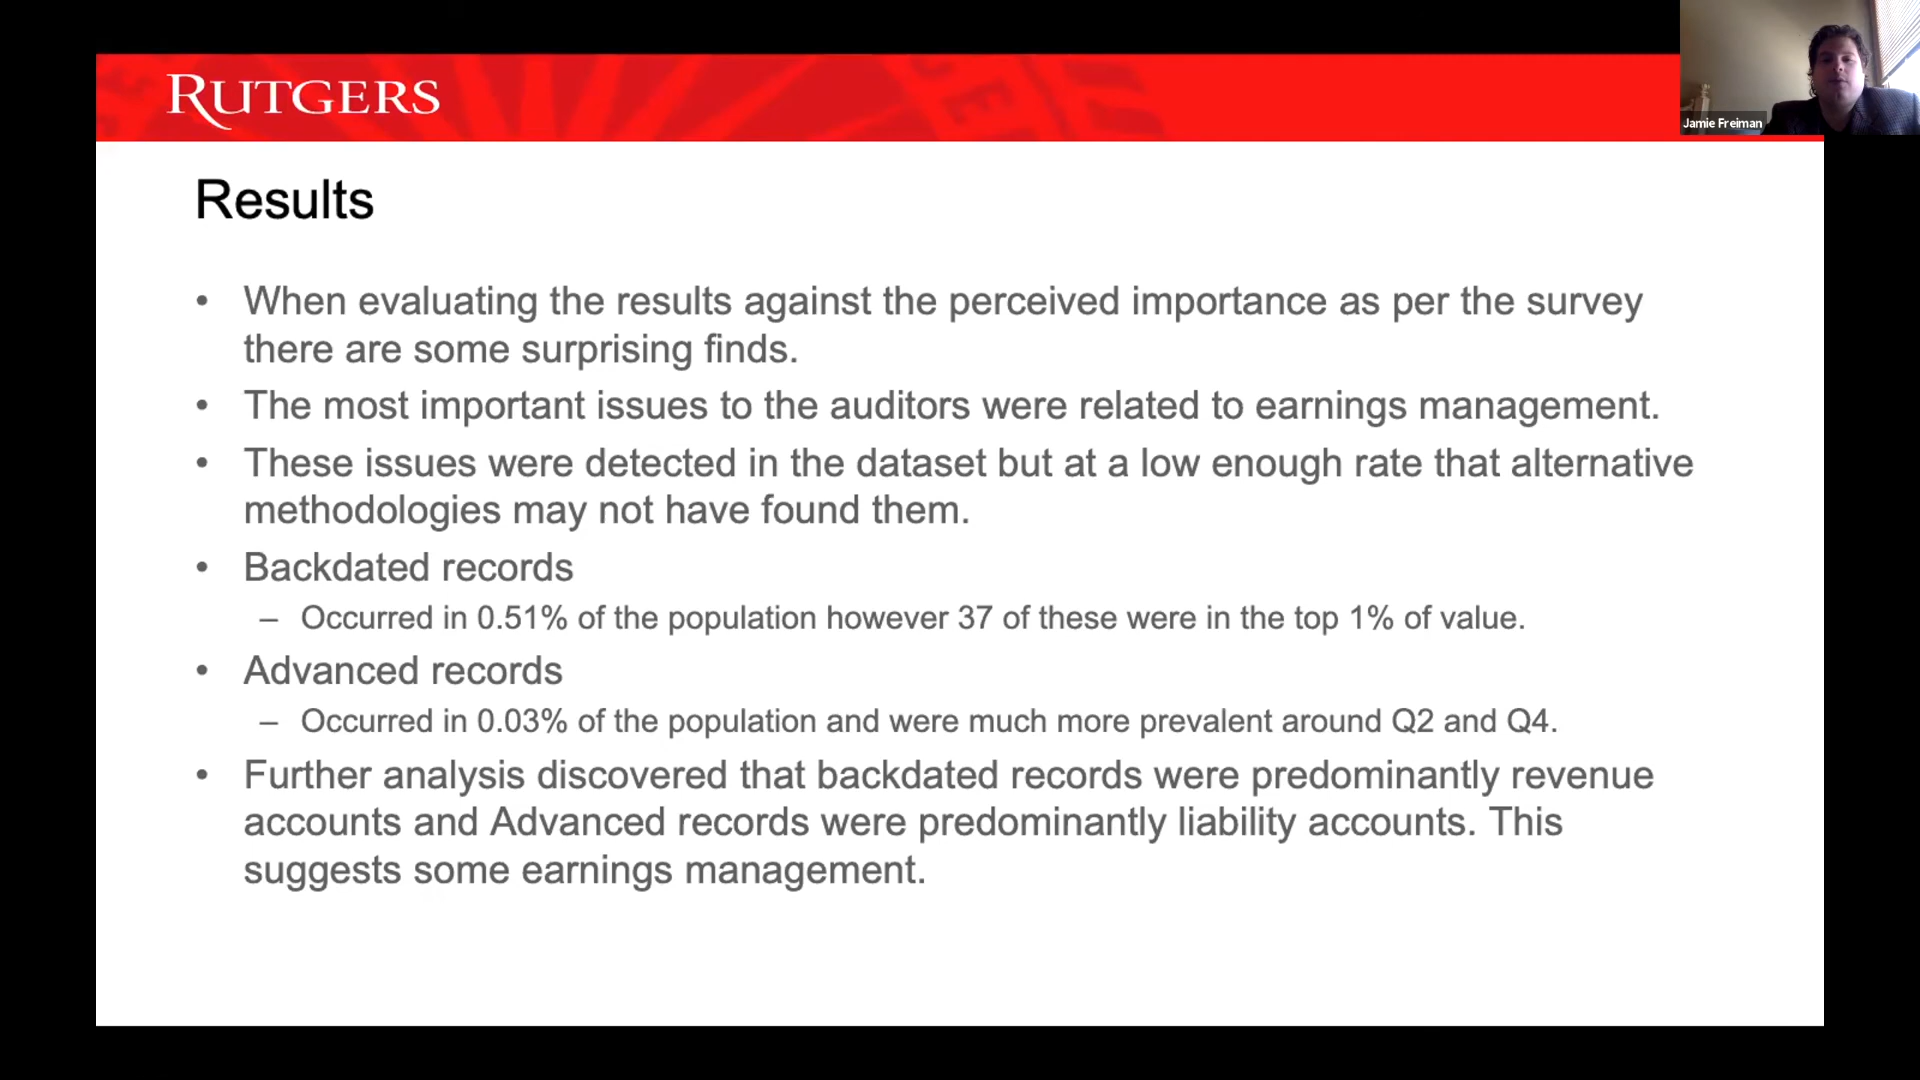 RUTGERS
Jamie Freiman
Results
• When evaluating the results against the perceived importance as per the survey
there are some surprising finds.
• The most important issues to the auditors were related to earnings management.
• These issues were detected in the dataset but at a low enough rate that alternative
methodologies may not have found them.
• Backdated records
– Occurred in 0.51% of the population however 37 of these were in the top 1% of value.
• Advanced records
– Occurred in 0.03% of the population and were much more prevalent around Q2 and Q4.
• Further analysis discovered that backdated records were predominantly revenue
accounts and Advanced records were predominantly liability accounts. This
suggests some earnings management.